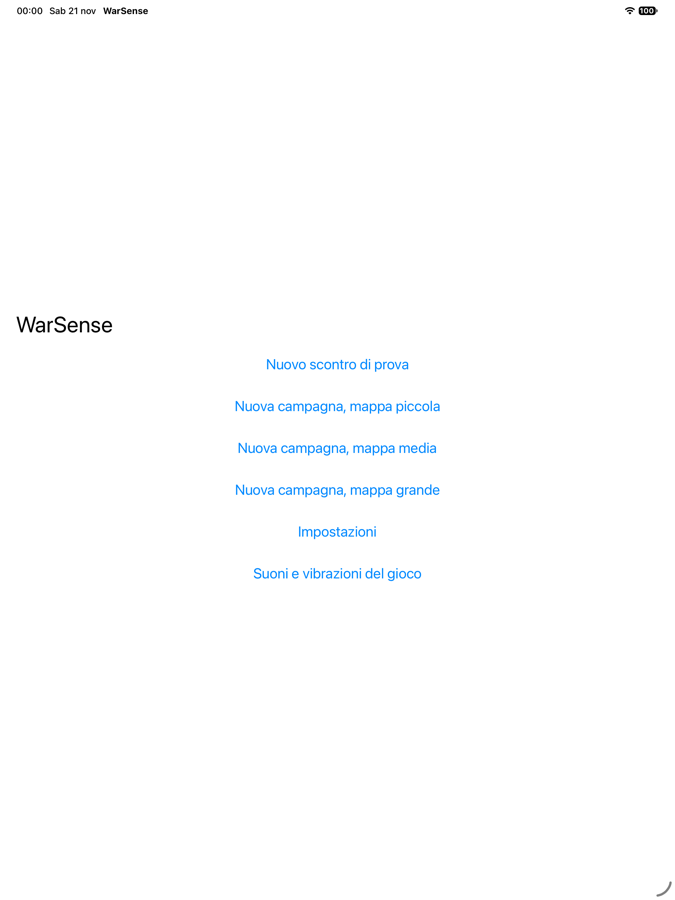 00:00 Sab 21 nov WarSense 100
WarSense
Nuovo scontro di prova
Nuova campagna, mappa piccola
Nuova campagna, mappa media
Nuova campagna, mappa grande
Impostazioni
Suoni e vibrazioni del gioco